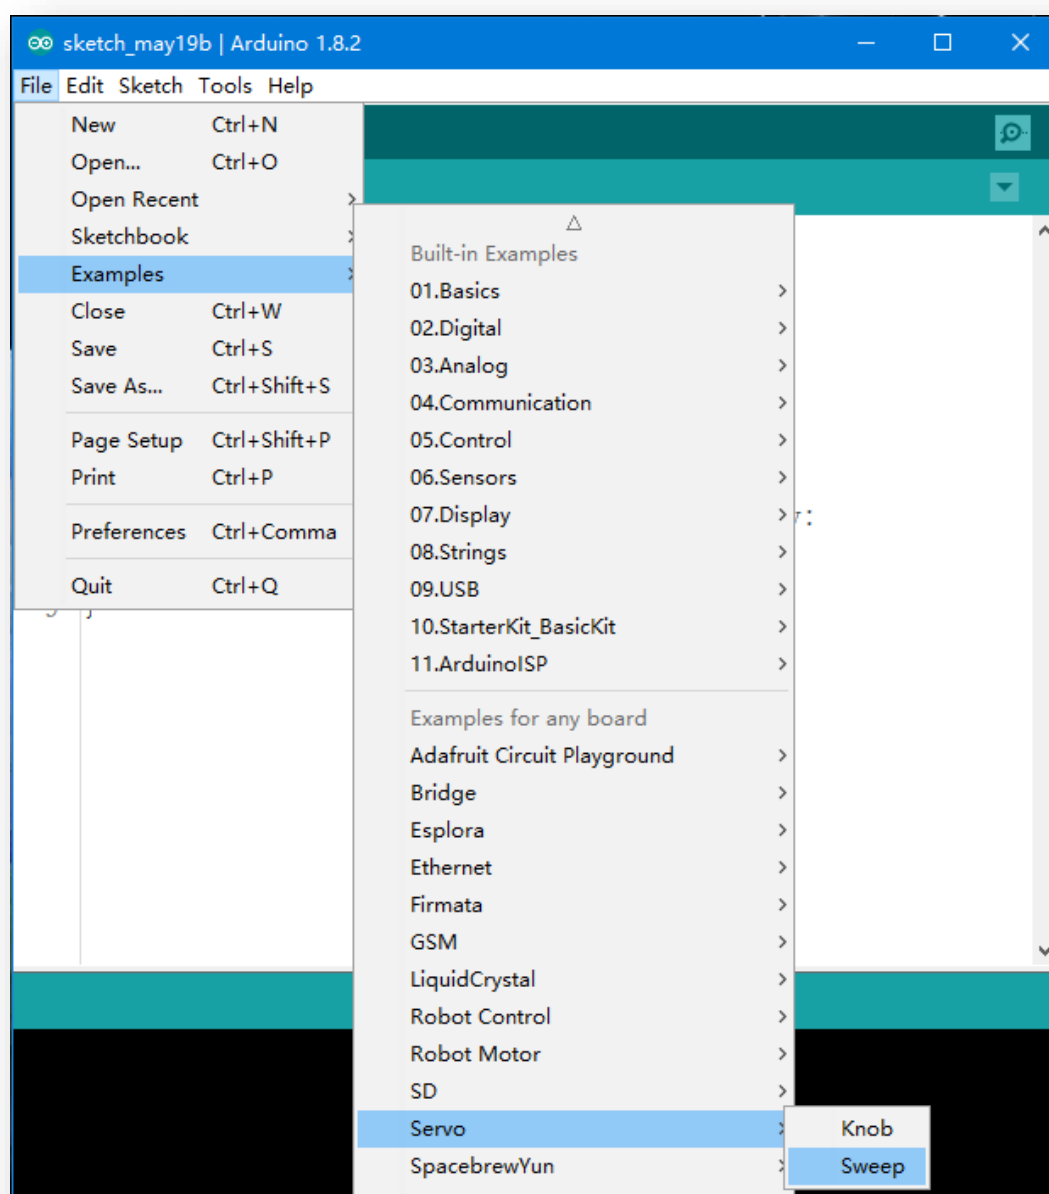 sketch_may19b | Arduino 1.8.2
File Edit Sketch Tools Help
New Ctrl+N
Open... Ctrl+O
Open Recent
Sketchbook
Examples
Close Ctrl+W
Save Ctrl+S
Save As... Ctrl+Shift+S
Page Setup Ctrl+Shift+P
Print Ctrl+P
Preferences Ctrl+Comma
Quit Ctrl+Q
Built-in Examples
01.Basics
02.Digital
03.Analog
04.Communication
05.Control
06.Sensors
07.Display
08.Strings
09.USB
10.StarterKit_BasicKit
11.ArduinoISP
Examples for any board
Adafruit Circuit Playground
Bridge
Esplora
Ethernet
Firmata
GSM
LiquidCrystal
Robot Control
Robot Motor
SD
Servo
SpacebrewYun
Knob
Sweep